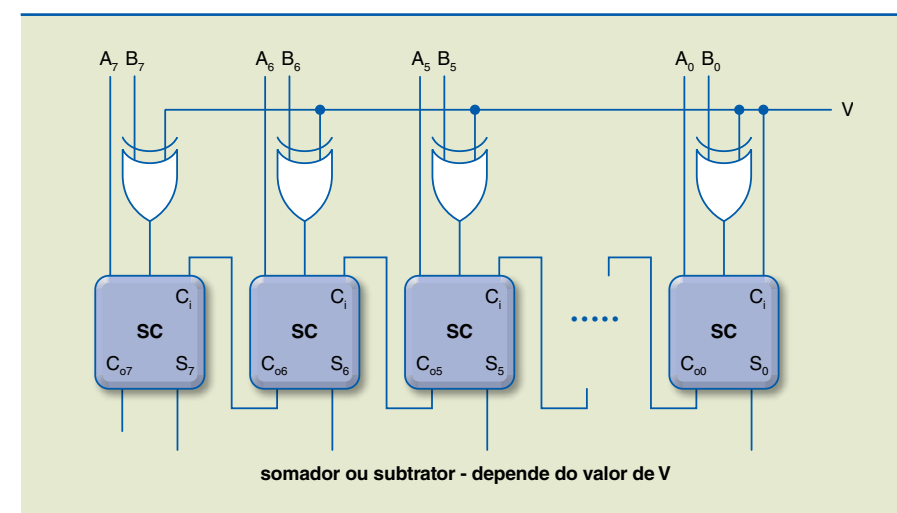 A7 B7 A6 B6 A5 B5 A0 B0
V
Ci Ci Ci Ci
SC SC SC SC
Co7 S7 Co6 S6 Co5 S5 Co0 S0
somador ou subtrator - depende do valor de V